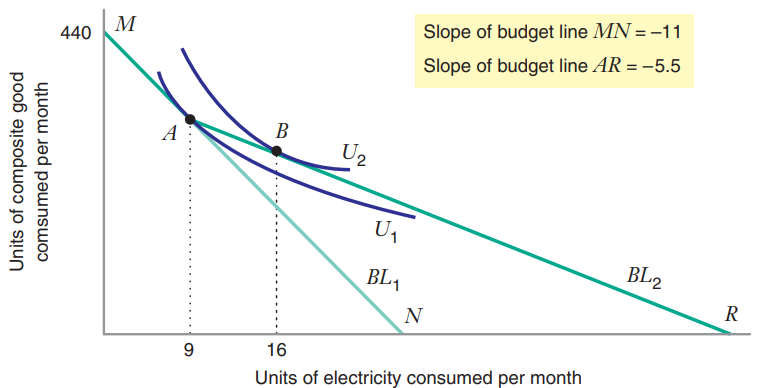 440
M
Slope of budget line MN = –11
Slope of budget line AR = –5.5
Units of composite good
comsumed per month
A
B
U2
U1
BL1
BL2
N
R
9
16
Units of electricity consumed per month